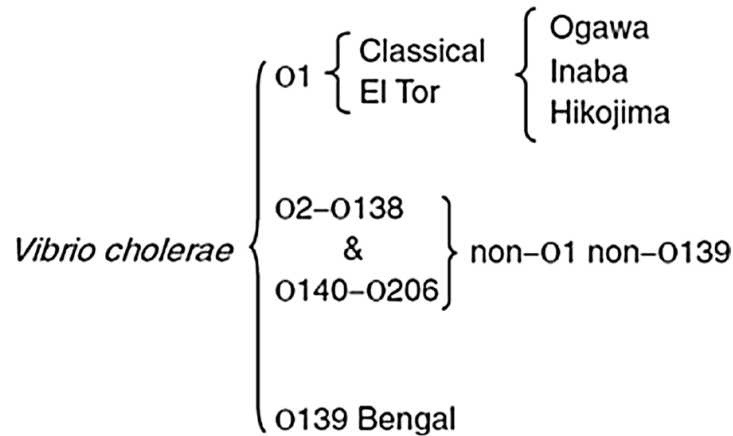 Vibrio cholerae
O1
Classical
El Tor
Ogawa
Inaba
Hikojima
O2–O138
&
O140–O206
non–O1 non–O139
O139 Bengal